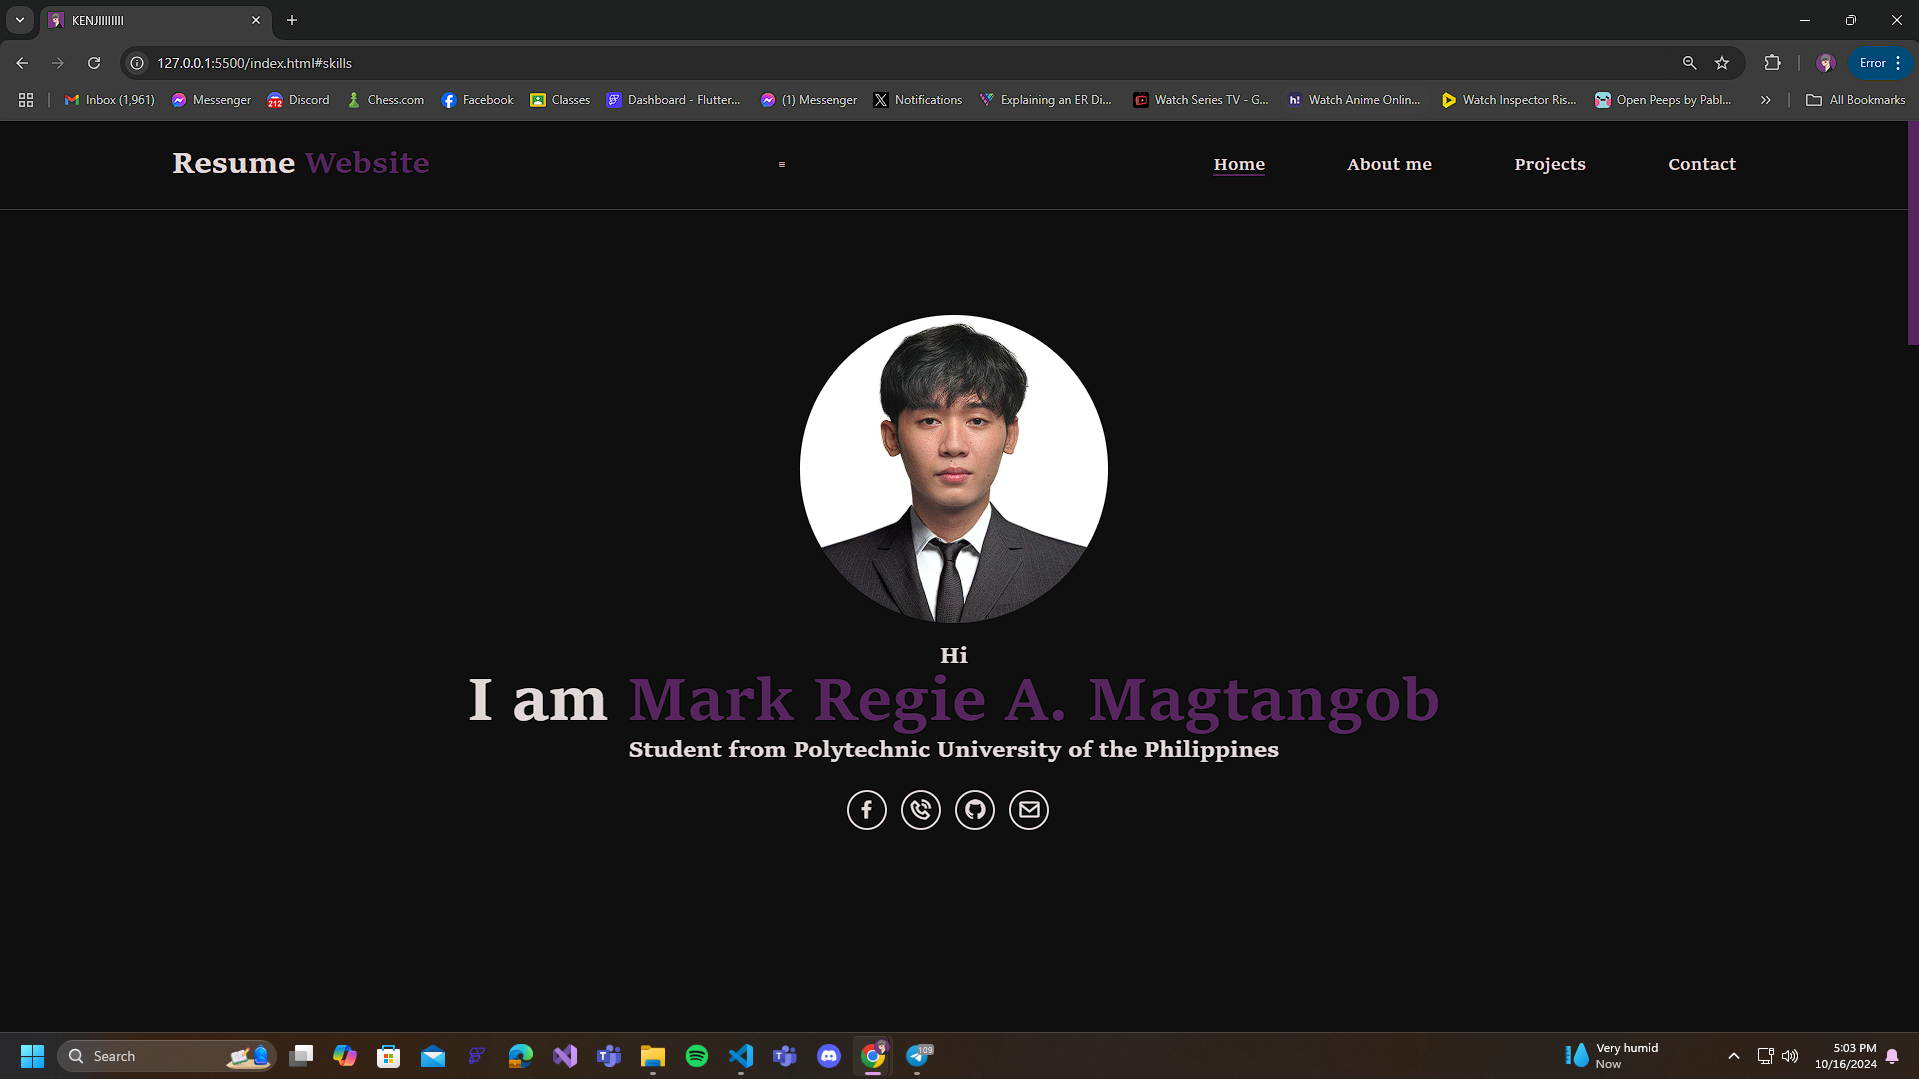 KENJIIIIIIII
127.0.0.1:5500/index.html#skills
Error
Inbox (1,961)
Messenger
212
Discord
Chess.com
Facebook
Classes
Dashboard - Flutter...
(1) Messenger
Notifications
Explaining an ER Di...
Watch Series TV - G...
h!
Watch Anime Onlin...
Watch Inspector Ris...
Open Peeps by Pabl...
All Bookmarks
Resume Website
Home
About me
Projects
Contact
Hi
I am Mark Regie A. Magtangob
Student from Polytechnic University of the Philippines
Search
109
Very humid
Now
5:03 PM
10/16/2024